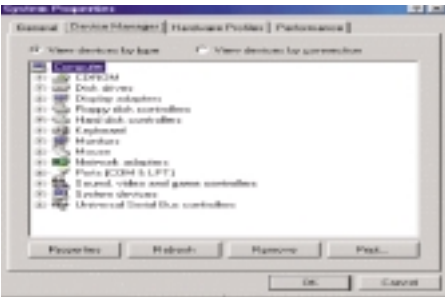 System Properties
General Device Manager Hardware Profiles Performance
View devices by type View devices by connection
Computer
CDROM
Disk drives
Display adapters
Floppy disk controllers
Hard disk controllers
Keyboard
Monitors
Mouse
Network adapters
Ports (COM & LPT)
Sound, video and game controllers
System devices
Universal Serial Bus controllers
Properties Refresh Remove Print...
OK Cancel